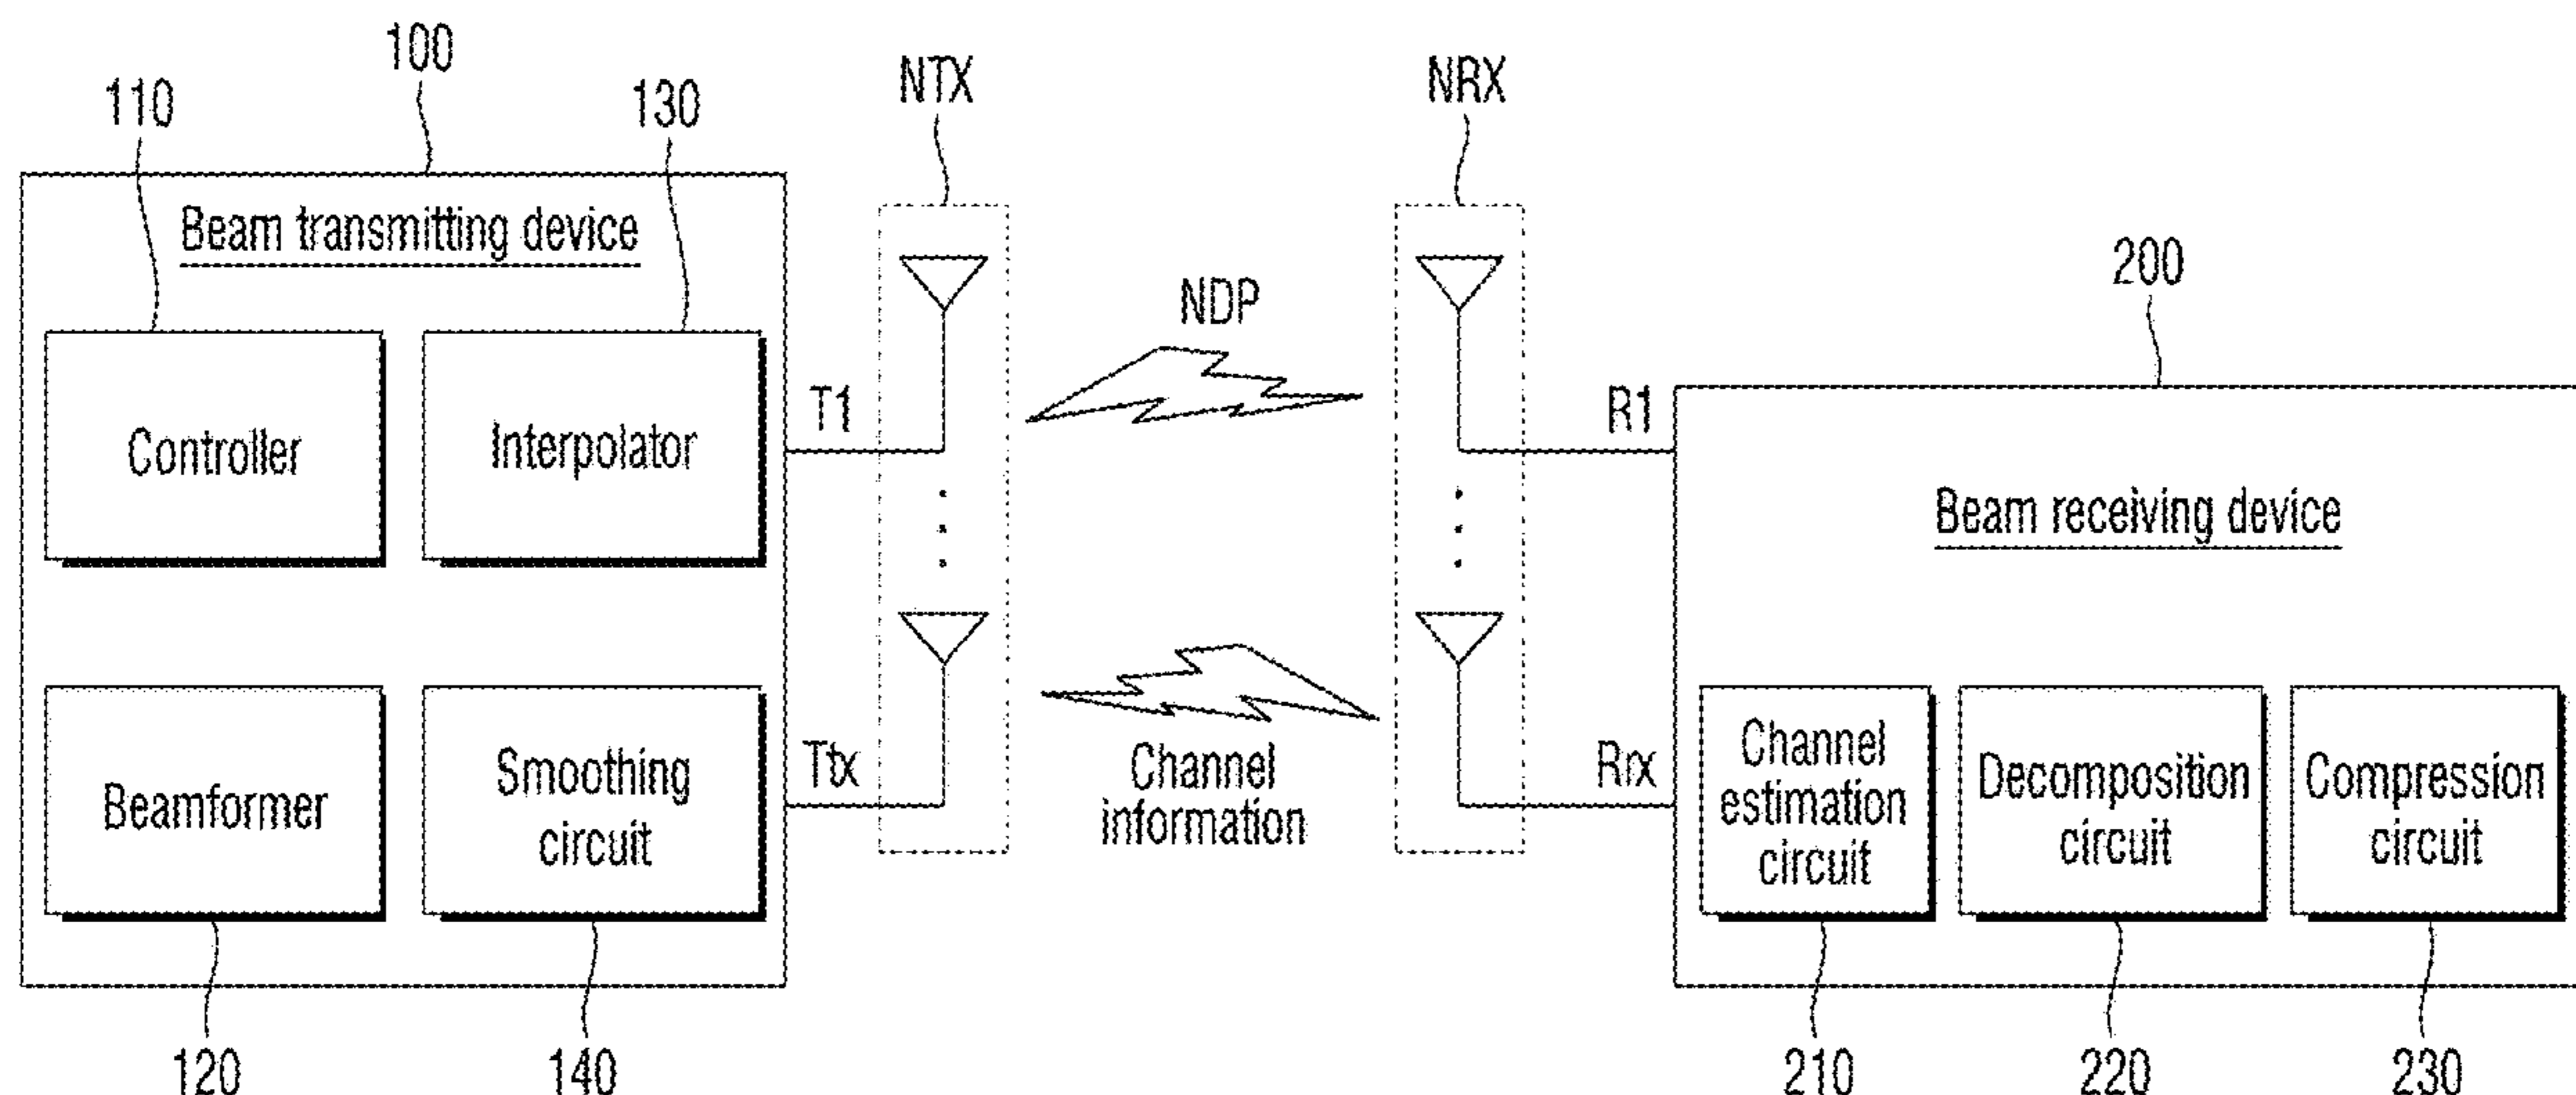 100
110
130
NTX
NRX
Beam transmitting device
200
NDP
Controller
Interpolator
T1
R1
Beam receiving device
Beamformer
Smoothing
circuit
Ttx
Channel
information
Rrx
Channel
estimation
circuit
Decomposition
circuit
Compression
circuit
120
140
210
220
230